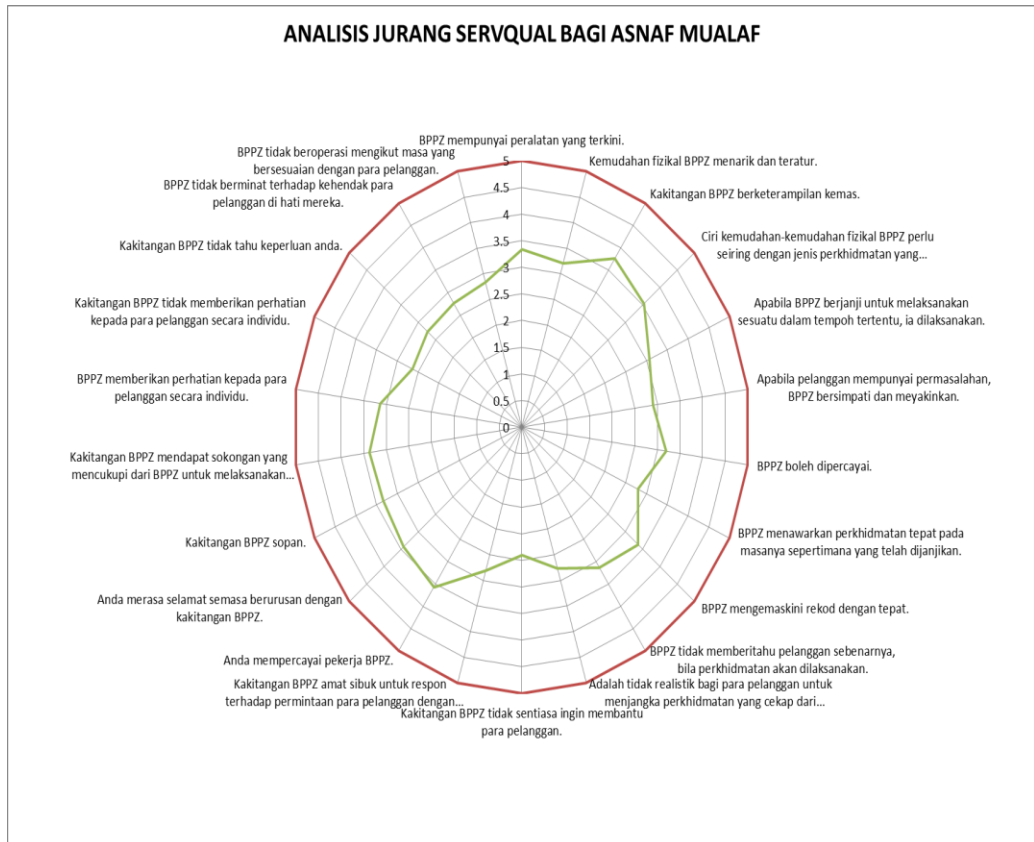 ANALISIS JURANG SERVQUAL BAGI ASNAF MUALAF
BPPZ mempunyai peralatan yang terkini.
Kemudahan fizikal BPPZ menarik dan teratur.
Kakitangan BPPZ berketerampilan kemas.
Ciri kemudahan-kemudahan fizikal BPPZ perlu
seiring dengan jenis perkhidmatan yang...
Apabila BPPZ berjanji untuk melaksanakan
sesuatu dalam tempoh tertentu, ia dilaksanakan.
Apabila pelanggan mempunyai permasalahan,
BPPZ bersimpati dan meyakinkan.
BPPZ boleh dipercayai.
BPPZ menawarkan perkhidmatan tepat pada
masanya sepertimana yang telah dijanjikan.
BPPZ mengemaskini rekod dengan tepat.
BPPZ tidak memberitahu pelanggan sebenarnya,
bila perkhidmatan akan dilaksanakan.
Adalah tidak realistik bagi para pelanggan untuk
menjangka perkhidmatan yang cekap dari...
Kakitangan BPPZ tidak sentiasa ingin membantu
para pelanggan.
Kakitangan BPPZ amat sibuk untuk respon
terhadap permintaan para pelanggan dengan...
Anda mempercayai pekerja BPPZ.
Anda merasa selamat semasa berurusan dengan
kakitangan BPPZ.
Kakitangan BPPZ sopan.
Kakitangan BPPZ mendapat sokongan yang
mencukupi dari BPPZ untuk melaksanakan...
BPPZ memberikan perhatian kepada para
pelanggan secara individu.
Kakitangan BPPZ tidak memberikan perhatian
kepada para pelanggan secara individu.
Kakitangan BPPZ tidak tahu keperluan anda.
BPPZ tidak berminat terhadap kehendak para
pelanggan di hati mereka.
BPPZ tidak beroperasi mengikut masa yang
bersesuaian dengan para pelanggan.
5
4.5
4
3.5
3
2.5
2
1.5
1
0.5
0